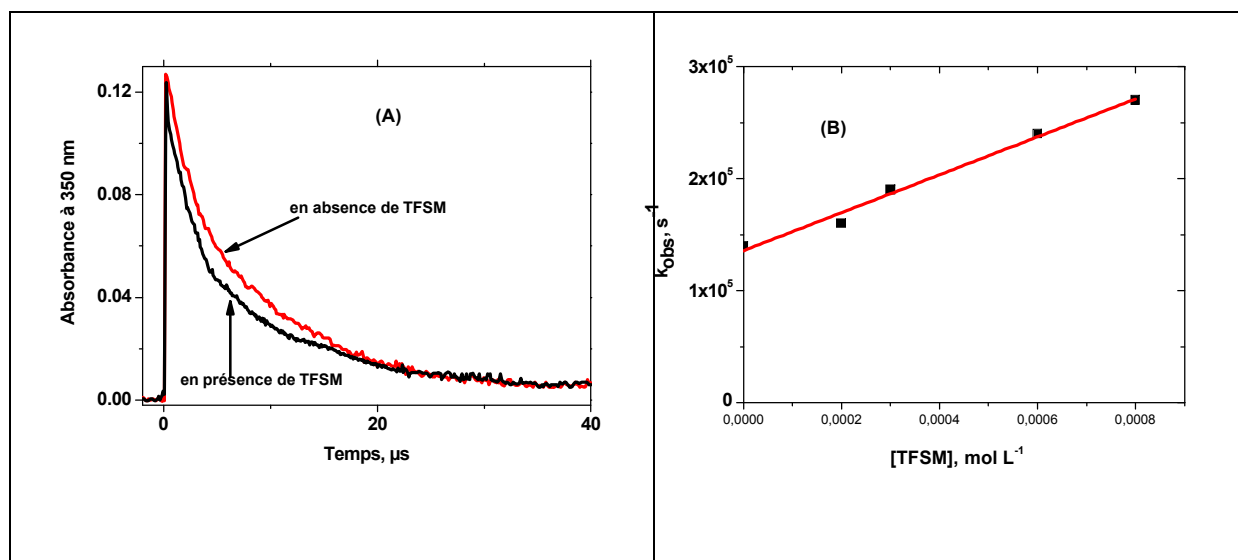 (A)
0.12
0.08
0.04
0.00
Absorbance à 350 nm
en absence de TFSM
en présence de TFSM
0
20
40
Temps, µs
(B)
3x10⁵
2x10⁵
1x10⁵
0
k_obs, s⁻¹
0,0000
0,0002
0,0004
0,0006
0,0008
[TFSM], mol L⁻¹